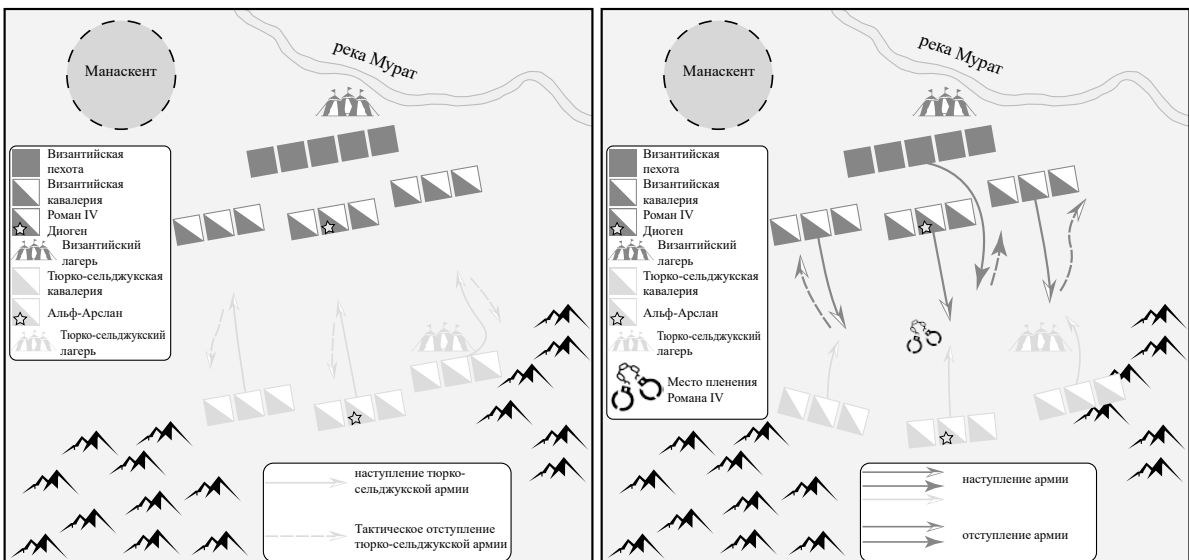 река Мурат
Манаскент
Византийская
пехота
Византийская
кавалерия
Роман IV
Диоген
Византийский
лагерь
Тюрко-сельджукская
кавалерия
Альф-Арслан
Тюрко-сельджукский
лагерь
наступление тюрко-
сельджукской армии
Тактическое отступление
тюрко-сельджукской армии
река Мурат
Манаскент
Византийская
пехота
Византийская
кавалерия
Роман IV
Диоген
Византийский
лагерь
Тюрко-сельджукская
кавалерия
Альф-Арслан
Тюрко-сельджукский
лагерь
Место пленения
Романа IV
наступление армии
отступление армии